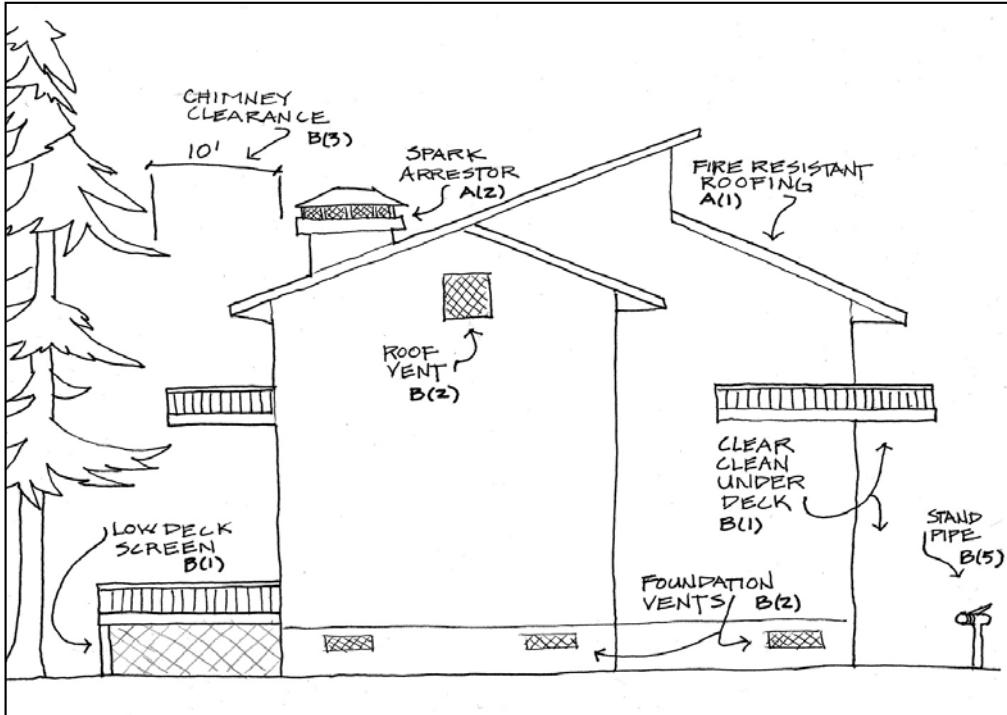 CHIMNEY
CLEARANCE
B(3)
10'
SPARK
ARRESTOR
A(2)
FIRE RESISTANT
ROOFING
A(1)
ROOF
VENT
B(2)
CLEAR
CLEAN
UNDER
DECK
B(1)
LOW DECK
SCREEN
B(1)
STAND
PIPE
B(5)
FOUNDATION
VENTS B(2)